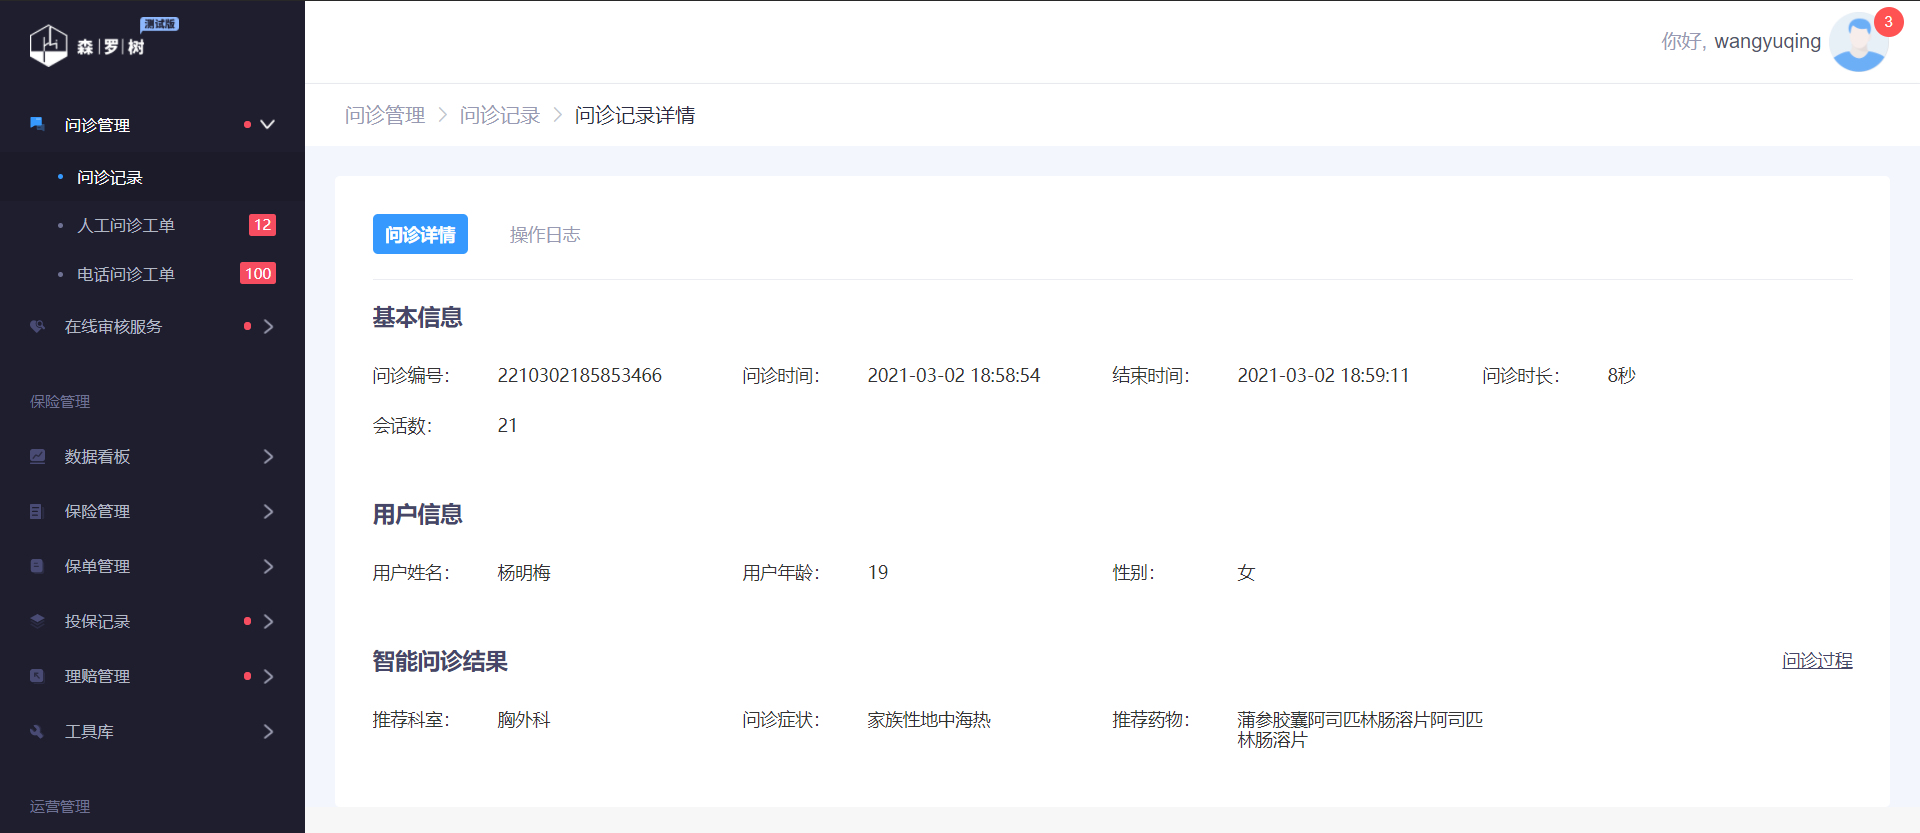 测试版
森|罗|树
你好, wangyuqing
3
问诊管理
问诊记录
人工问诊工单 12
电话问诊工单 100
在线审核服务
保险管理
数据看板
保险管理
保单管理
投保记录
理赔管理
工具库
运营管理
问诊管理 > 问诊记录 > 问诊记录详情
问诊详情 操作日志
基本信息
问诊编号: 2210302185853466 问诊时间: 2021-03-02 18:58:54 结束时间: 2021-03-02 18:59:11 问诊时长: 8秒
会话数: 21
用户信息
用户姓名: 杨明梅 用户年龄: 19 性别: 女
智能问诊结果 问诊过程
推荐科室: 胸外科 问诊症状: 家族性地中海热 推荐药物: 蒲参胶囊阿司匹林肠溶片阿司匹
林肠溶片